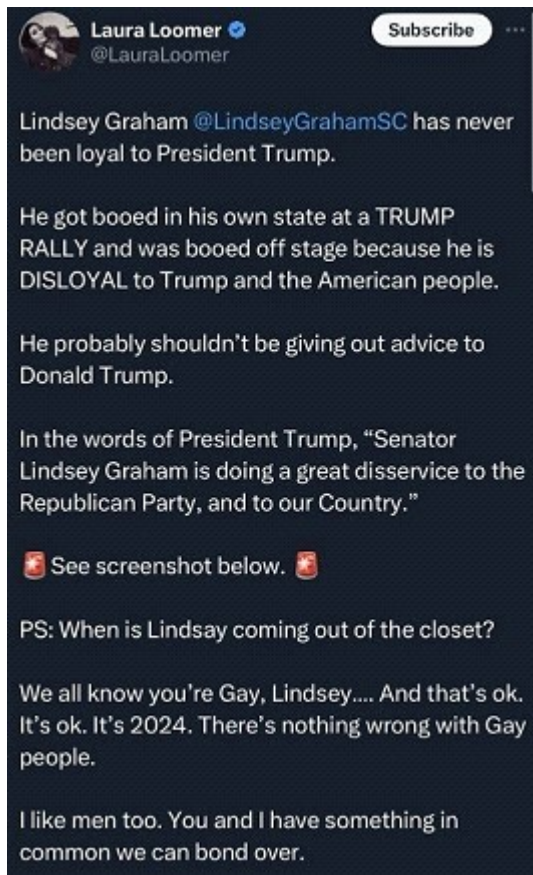 Laura Loomer
Subscribe
@LauraLoomer
Lindsey Graham @LindseyGrahamSC has never
been loyal to President Trump.
He got booed in his own state at a TRUMP
RALLY and was booed off stage because he is
DISLOYAL to Trump and the American people.
He probably shouldn't be giving out advice to
Donald Trump.
In the words of President Trump, “Senator
Lindsey Graham is doing a great disservice to the
Republican Party, and to our Country.”
🚨 See screenshot below. 🚨
PS: When is Lindsay coming out of the closet?
We all know you're Gay, Lindsey.... And that's ok.
It's ok. It's 2024. There's nothing wrong with Gay
people.
I like men too. You and I have something in
common we can bond over.